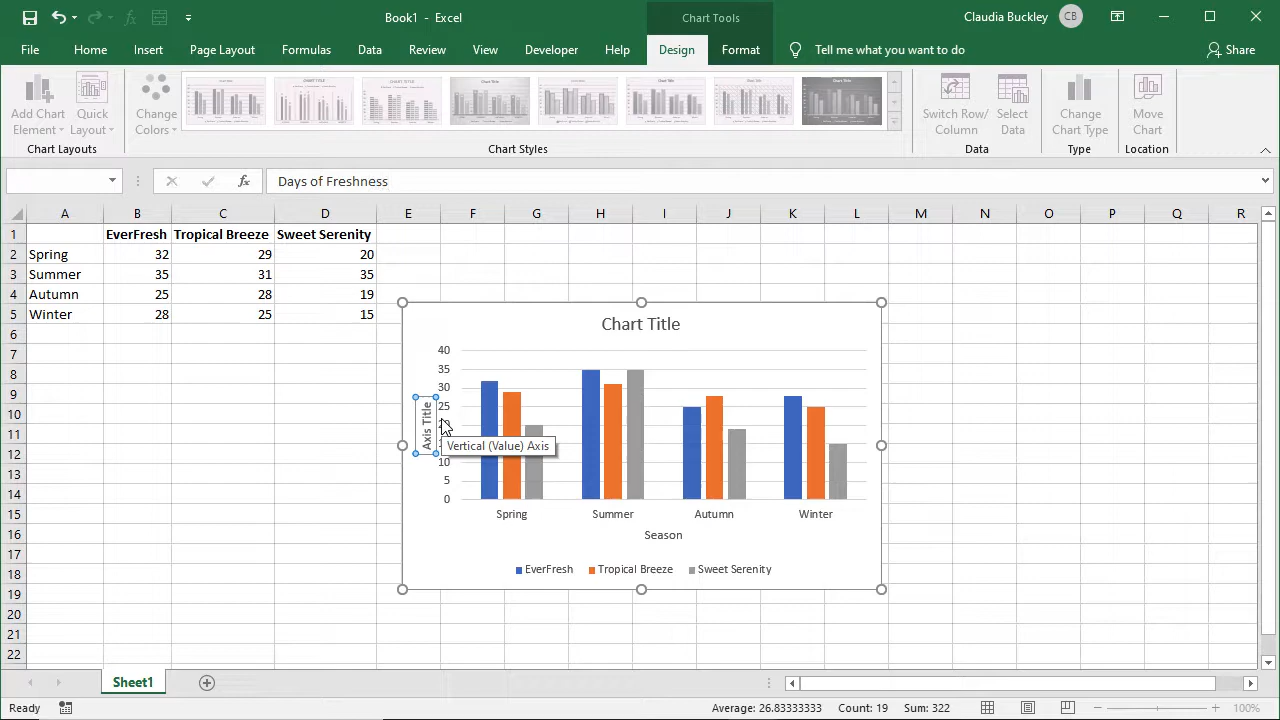 Book1 - Excel
Chart Tools
Claudia Buckley
CB
File Home Insert Page Layout Formulas Data Review View Developer Help Design Format Tell me what you want to do Share
Add Chart Element
Quick Layout
Change Colors
Switch Row/Column
Select Data
Change Chart Type
Move Chart
Chart Layouts Chart Styles Data Type Location
fx Days of Freshness
A B C D E F G H I J K L M N O P Q R
1 EverFresh Tropical Breeze Sweet Serenity
2 Spring 32 29 20
3 Summer 35 31 35
4 Autumn 25 28 19
5 Winter 28 25 15
6
7
8
9
10
11
12
13
14
15
16
17
18
19
20
21
22
Chart Title
40
35
30
25
10
5
0
Axis Title
Vertical (Value) Axis
Spring Summer Autumn Winter
Season
EverFresh Tropical Breeze Sweet Serenity
Sheet1
Ready Average: 26.83333333 Count: 19 Sum: 322 100%